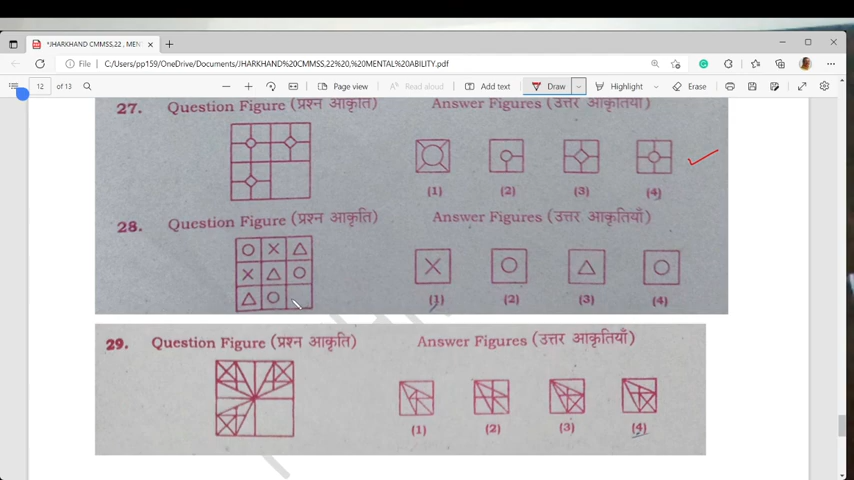 *JHARKHAND CMMSS,22 , MEN
File | C:/Users/pp159/OneDrive/Documents/JHARKHAND%20CMMSS,22%20,%20MENTAL%20ABILITY.pdf
12 of 13
Page view
Read aloud
Add text
Draw
Highlight
Erase
27. Question Figure (प्रश्न आकृति) Answer Figures (उत्तर आकृतियाँ)
(1) (2) (3) (4)
28. Question Figure (प्रश्न आकृति) Answer Figures (उत्तर आकृतियाँ)
(1) (2) (3) (4)
29. Question Figure (प्रश्न आकृति) Answer Figures (उत्तर आकृतियाँ)
(1) (2) (3) (4)